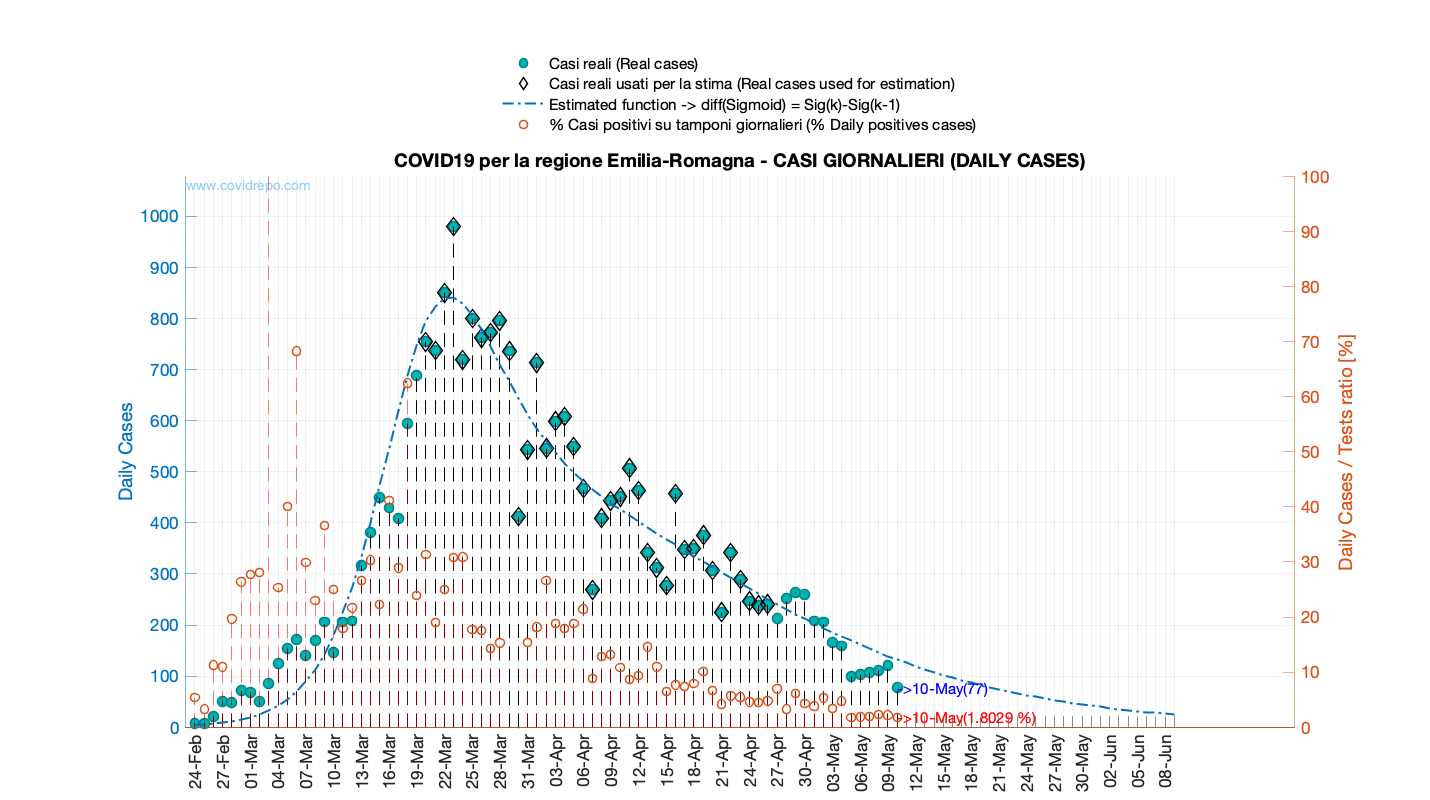 Casi reali (Real cases)
Casi reali usati per la stima (Real cases used for estimation)
Estimated function -> diff(Sigmoid) = Sig(k)-Sig(k-1)
% Casi positivi su tamponi giornalieri (% Daily positives cases)
COVID19 per la regione Emilia-Romagna - CASI GIORNALIERI (DAILY CASES)
www.covidrepo.com
Daily Cases
1000
900
800
700
600
500
400
300
200
100
0
100
90
80
70
60
50
40
30
20
10
0
Daily Cases / Tests ratio [%]
->10-May(77)
->10-May(1.8029 %)
24-Feb
27-Feb
01-Mar
04-Mar
07-Mar
10-Mar
13-Mar
16-Mar
19-Mar
22-Mar
25-Mar
28-Mar
31-Mar
03-Apr
06-Apr
09-Apr
12-Apr
15-Apr
18-Apr
21-Apr
24-Apr
27-Apr
30-Apr
03-May
06-May
09-May
12-May
15-May
18-May
21-May
24-May
27-May
30-May
02-Jun
05-Jun
08-Jun